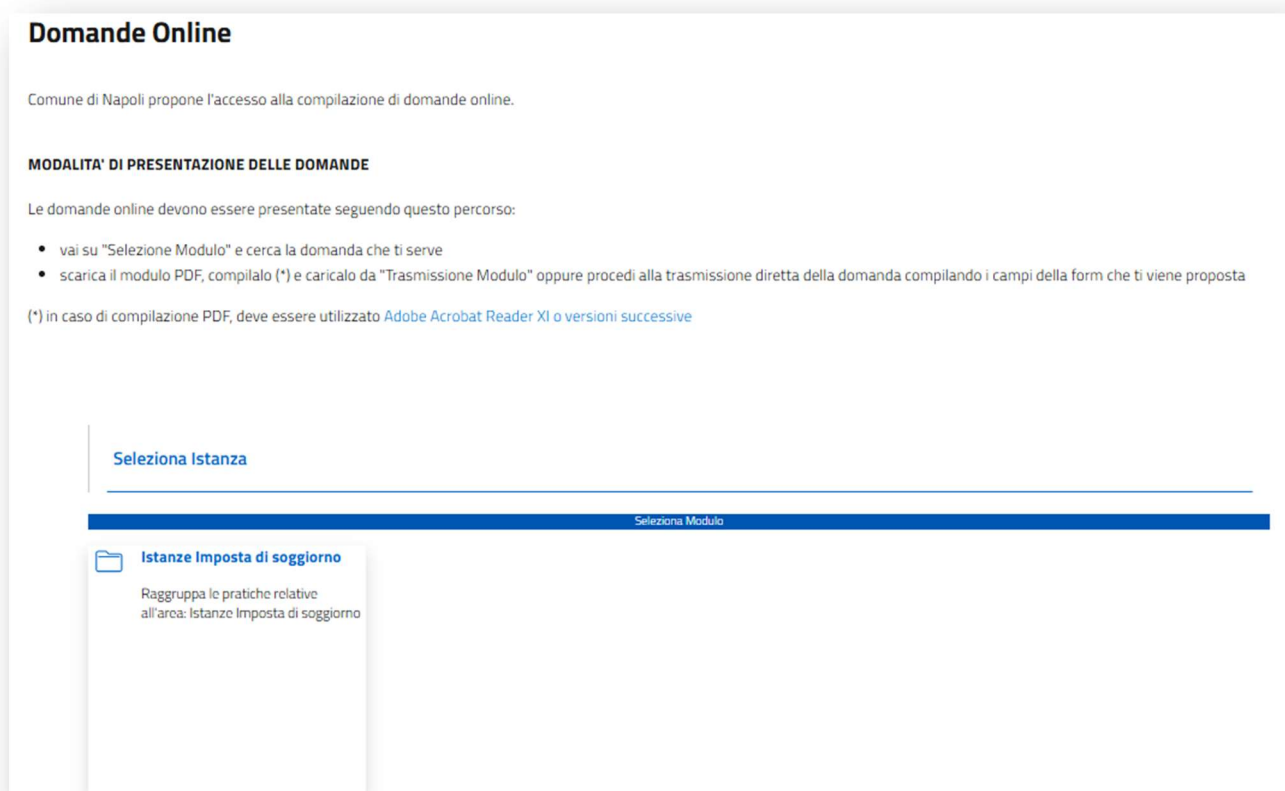 Domande Online
Comune di Napoli propone l'accesso alla compilazione di domande online.
MODALITA' DI PRESENTAZIONE DELLE DOMANDE
Le domande online devono essere presentate seguendo questo percorso:
• vai su "Selezione Modulo" e cerca la domanda che ti serve
• scarica il modulo PDF, compilalo (*) e caricalo da "Trasmissione Modulo" oppure procedi alla trasmissione diretta della domanda compilando i campi della form che ti viene proposta
(*) in caso di compilazione PDF, deve essere utilizzato Adobe Acrobat Reader XI o versioni successive
Seleziona Istanza
Seleziona Modulo
Istanze Imposta di soggiorno
Raggruppa le pratiche relative
all'area: Istanze Imposta di soggiorno